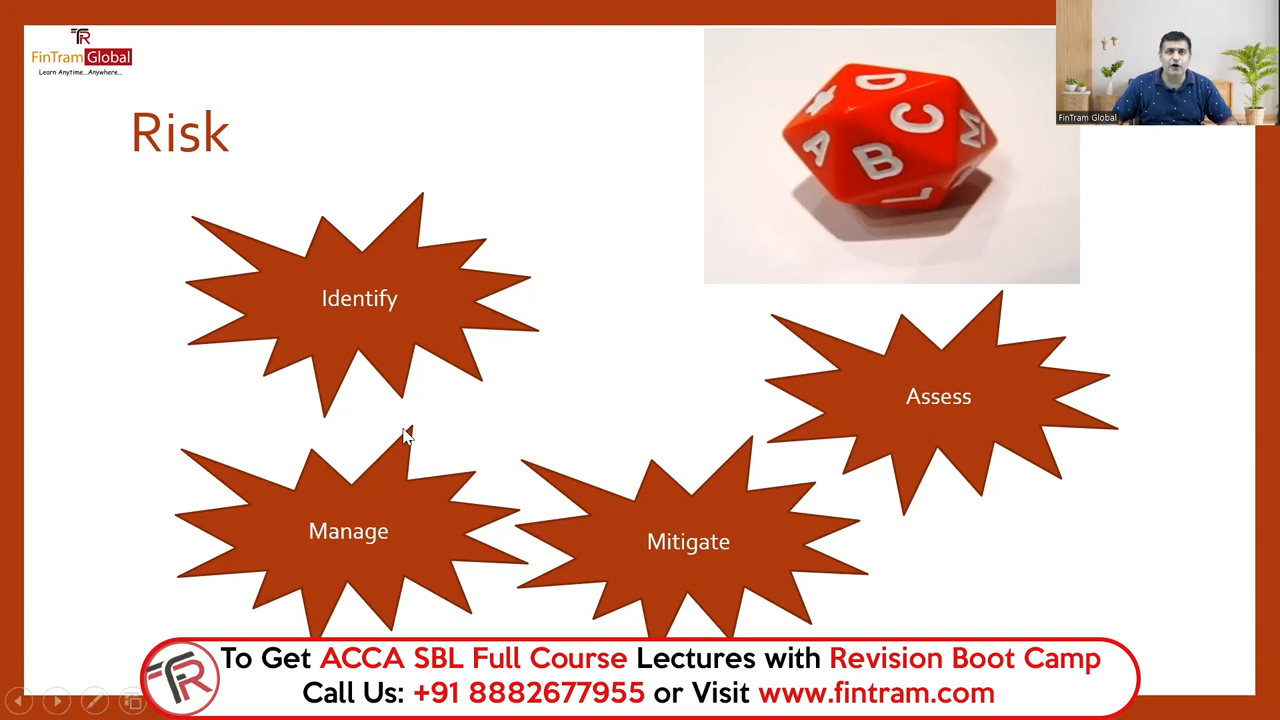 FR
FinTram Global
Learn Anytime...Anywhere...
Risk
D
C
A
B
M
L
FinTram Global
Identify
Assess
Manage
Mitigate
To Get ACCA SBL Full Course Lectures with Revision Boot Camp
Call Us: +91 8882677955 or Visit www.fintram.com